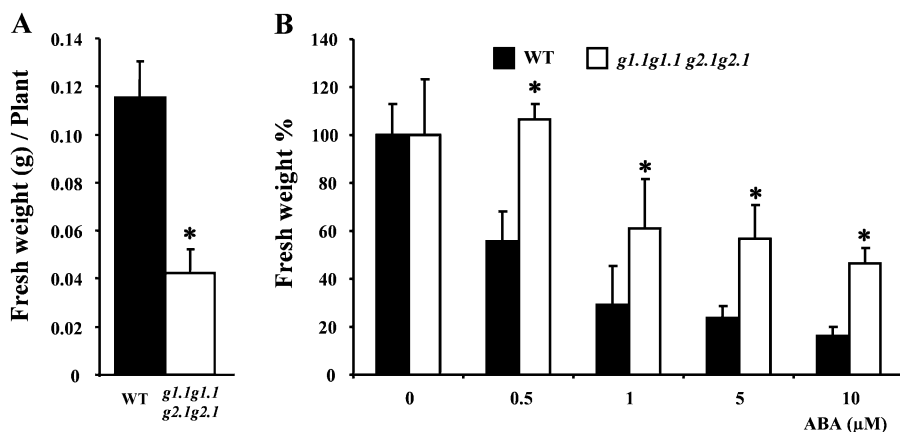 A
Fresh weight (g) / Plant
0.14
0.12
0.10
0.08
0.06
0.04
0.02
0
*
WT
g1.1g1.1
g2.1g2.1
B
Fresh weight %
140
120
100
80
60
40
20
0
WT
g1.1g1.1 g2.1g2.1
*
*
*
*
0
0.5
1
5
10
ABA (µM)